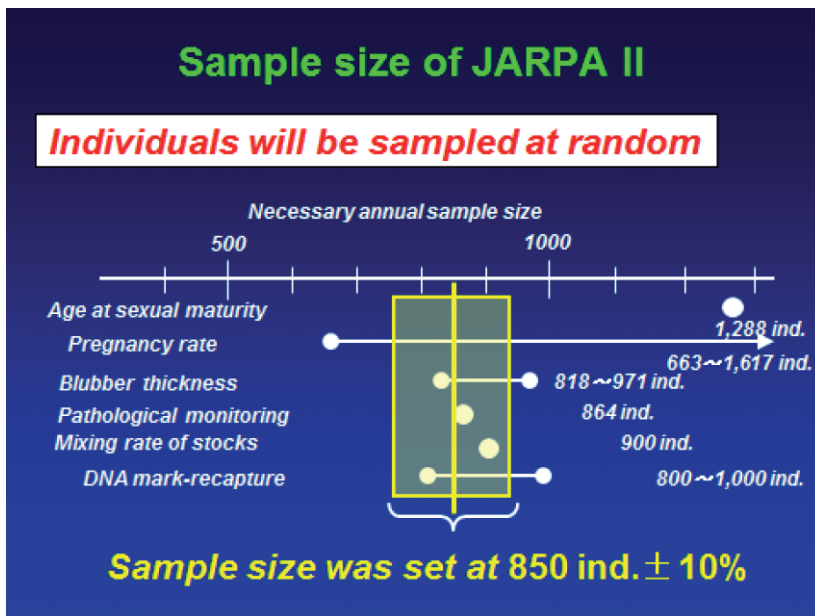 Sample size of JARPA II
Individuals will be sampled at random
Necessary annual sample size
500 1000
Age at sexual maturity
1,288 ind.
Pregnancy rate
663~1,617 ind.
Blubber thickness 818~971 ind.
Pathological monitoring 864 ind.
Mixing rate of stocks 900 ind.
DNA mark-recapture 800~1,000 ind.
Sample size was set at 850 ind. ± 10%